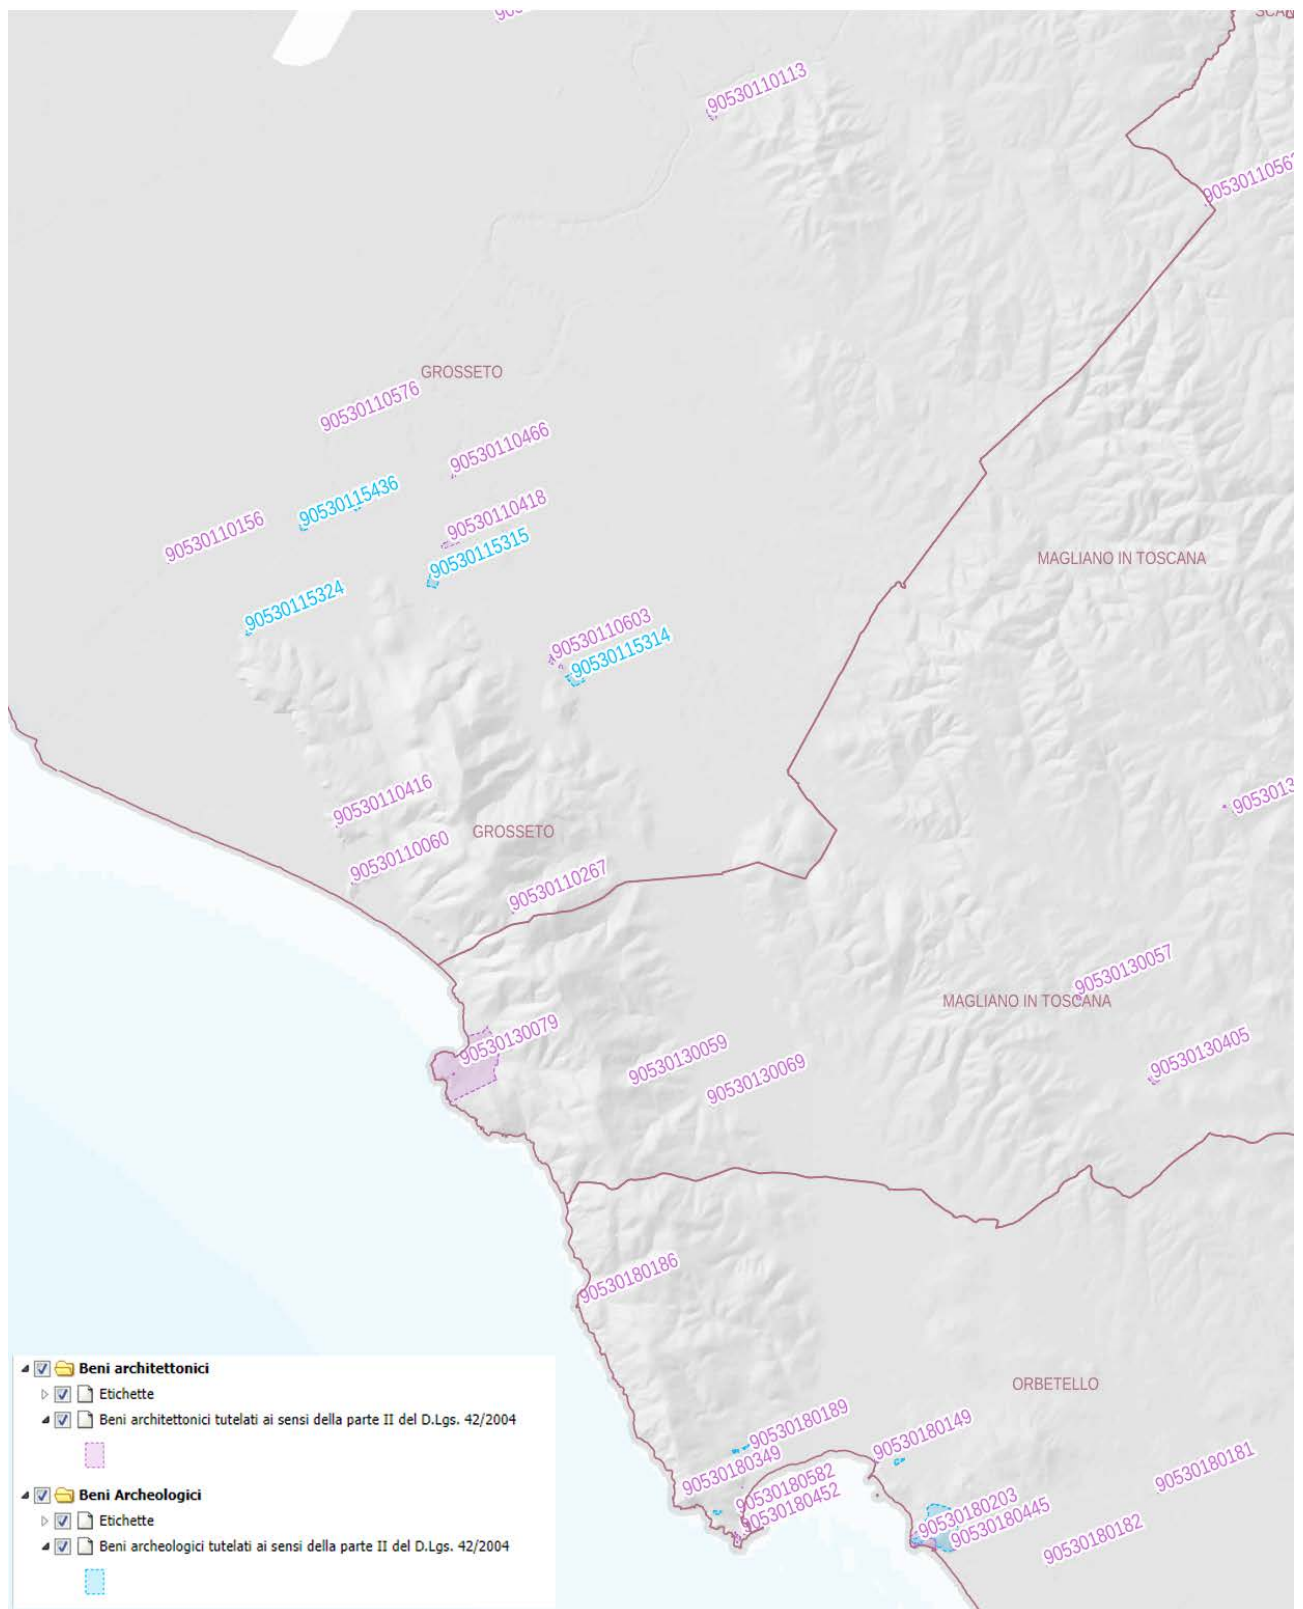 SCAN
90530110113
90530110562
GROSSETO
90530110576
90530110466
90530115436
90530110418
90530110156
90530115315
MAGLIANO IN TOSCANA
90530115324
90530110603
90530115314
90530110416
9053013
GROSSETO
90530110060
90530110267
90530130057
MAGLIANO IN TOSCANA
90530130079
90530130059
90530130069
90530130405
90530180186
ORBETELLO
90530180189
90530180149
90530180349
90530180181
90530180582
90530180452
90530180203
90530180445
90530180182
Beni architettonici
Etichette
Beni architettonici tutelati ai sensi della parte II del D.Lgs. 42/2004
Beni Archeologici
Etichette
Beni archeologici tutelati ai sensi della parte II del D.Lgs. 42/2004